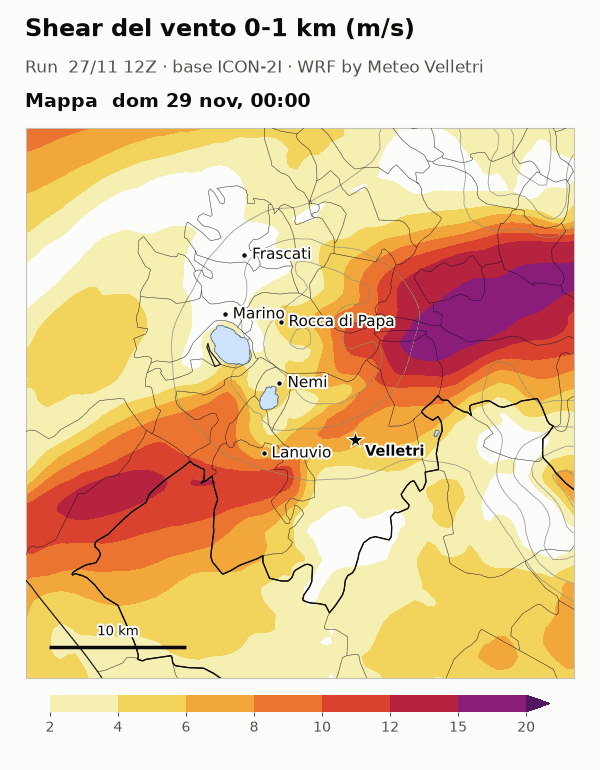 Shear del vento 0-1 km (m/s)
Run  27/11 12Z · base ICON-2I · WRF by Meteo Velletri
Mappa  dom 29 nov, 00:00
Frascati
Marino
Rocca di Papa
Nemi
Velletri
Lanuvio
10 km
2 4 6 8 10 12 15 20